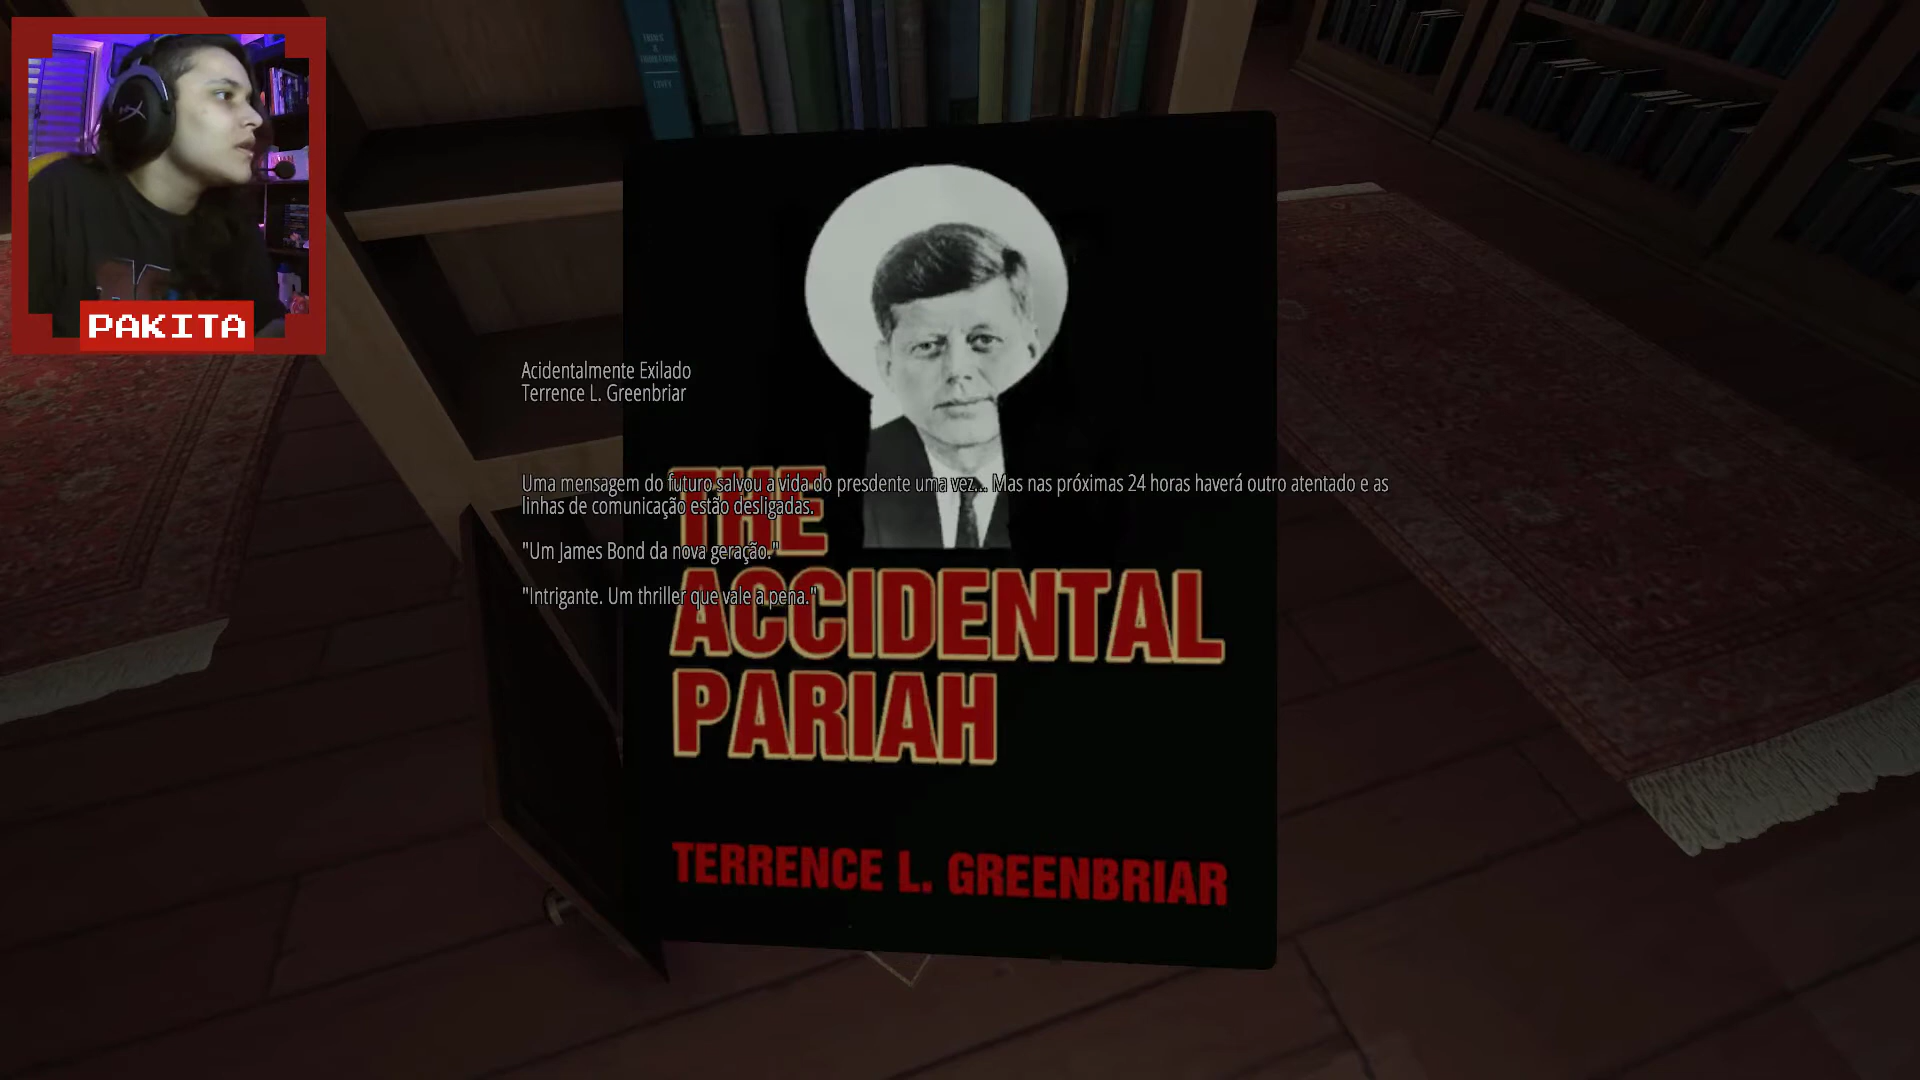 PAKITA
Acidentalmente Exilado
Terrence L. Greenbriar
Uma mensagem do futuro salvou a vida do presdente uma vez... Mas nas próximas 24 horas haverá outro atentado e as
linhas de comunicação estão desligadas.
"Um James Bond da nova geração."
"Intrigante. Um thriller que vale a pena."
THE
ACCIDENTAL
PARIAH
TERRENCE L. GREENBRIAR